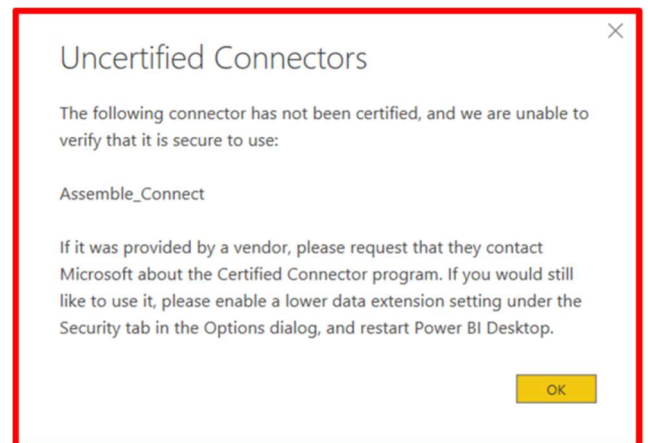 Uncertified Connectors
The following connector has not been certified, and we are unable to
verify that it is secure to use:
Assemble_Connect
If it was provided by a vendor, please request that they contact
Microsoft about the Certified Connector program. If you would still
like to use it, please enable a lower data extension setting under the
Security tab in the Options dialog, and restart Power BI Desktop.
OK